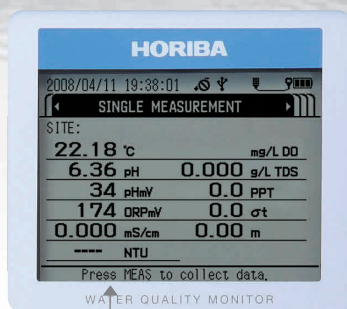 HORIBA
2008/04/11 19:38:01
SINGLE MEASUREMENT
SITE:
22.18 °C mg/L DO
6.36 pH 0.000 g/L TDS
34 pHmV 0.0 PPT
174 ORPmV 0.0 σt
0.000 mS/cm 0.00 m
---- NTU
Press MEAS to collect data.
WATER QUALITY MONITOR